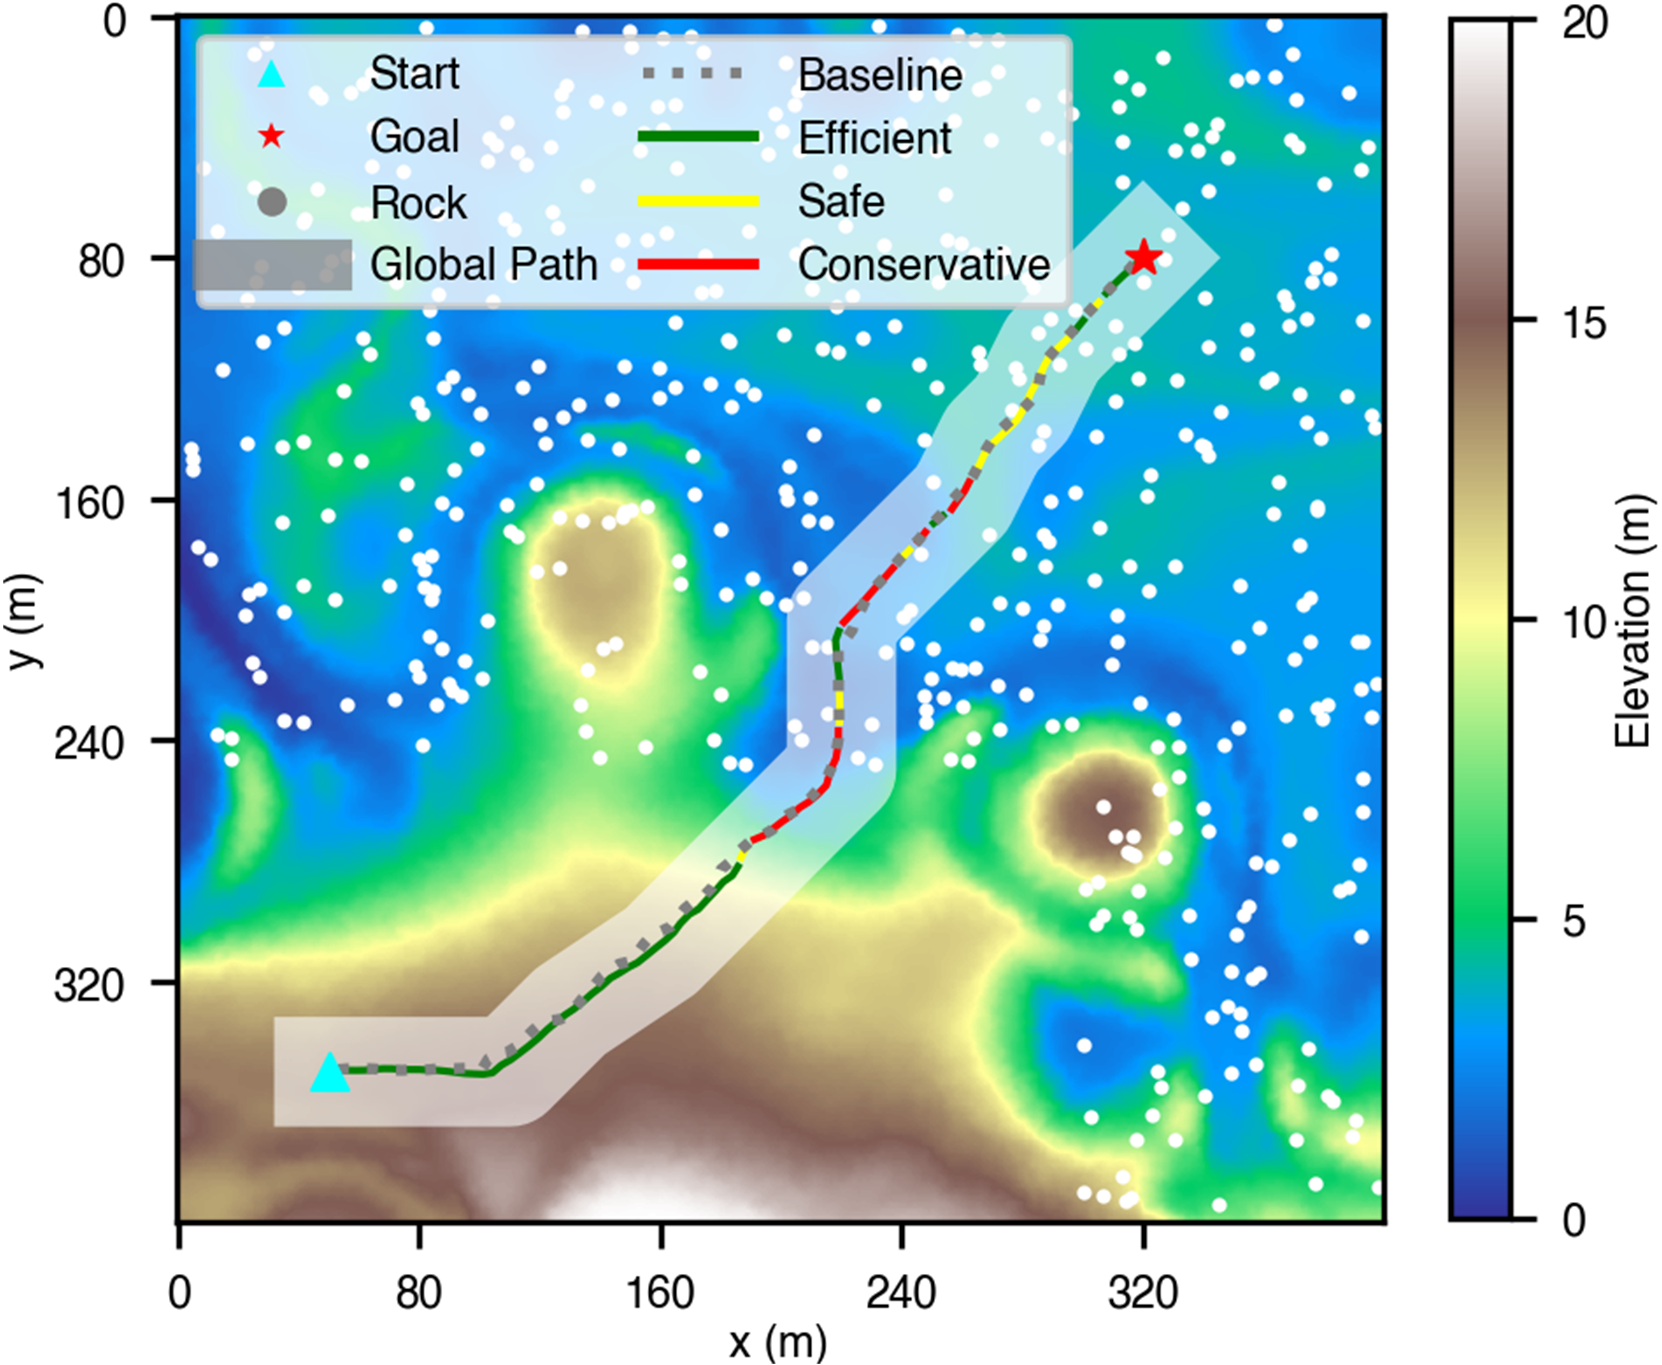 Start
Goal
Rock
Global Path
Baseline
Efficient
Safe
Conservative
0
80
160
240
320
y (m)
0
80
160
240
320
x (m)
20
15
10
5
0
Elevation (m)